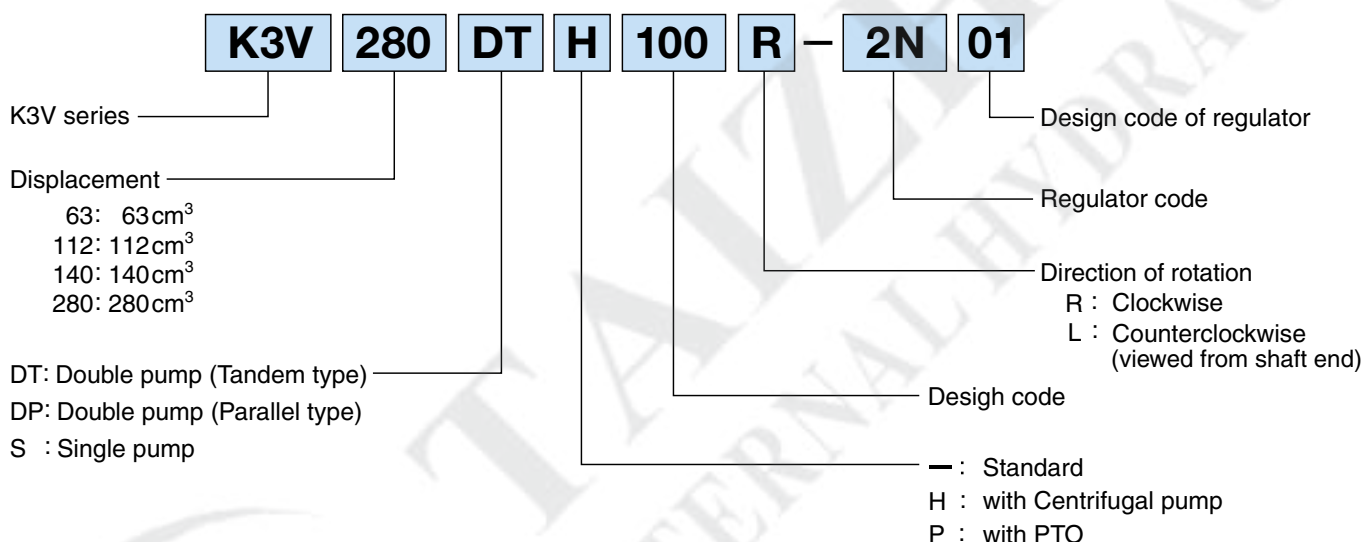 K3V 280 DT H 100 R – 2N 01
K3V series
Displacement
63: 63cm³
112: 112cm³
140: 140cm³
280: 280cm³
DT: Double pump (Tandem type)
DP: Double pump (Parallel type)
S : Single pump
Design code of regulator
Regulator code
Direction of rotation
R : Clockwise
L : Counterclockwise
(viewed from shaft end)
Desigh code
— : Standard
H : with Centrifugal pump
P : with PTO